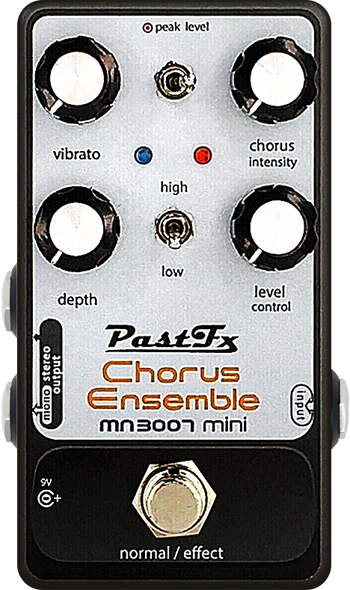 peak level
vibrato
chorus
intensity
high
low
depth
level
control
mono stereo
output
input
PastFx
Chorus
Ensemble
mn3007 mini
9V
+
normal / effect